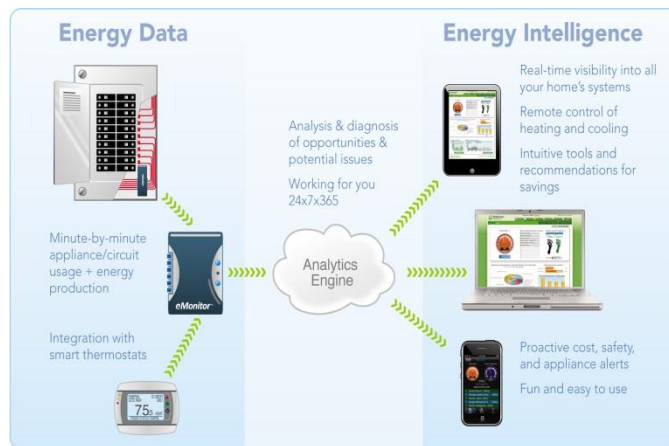 Energy Data
Energy Intelligence
Real-time visibility into all
your home's systems
Remote control of
heating and cooling
Intuitive tools and
recommendations for
savings
Analysis & diagnosis
of opportunities &
potential issues
Working for you
24x7x365
Minute-by-minute
appliance/circuit
usage + energy
production
eMonitor
Analytics
Engine
Integration with
smart thermostats
75
Proactive cost, safety,
and appliance alerts
Fun and easy to use